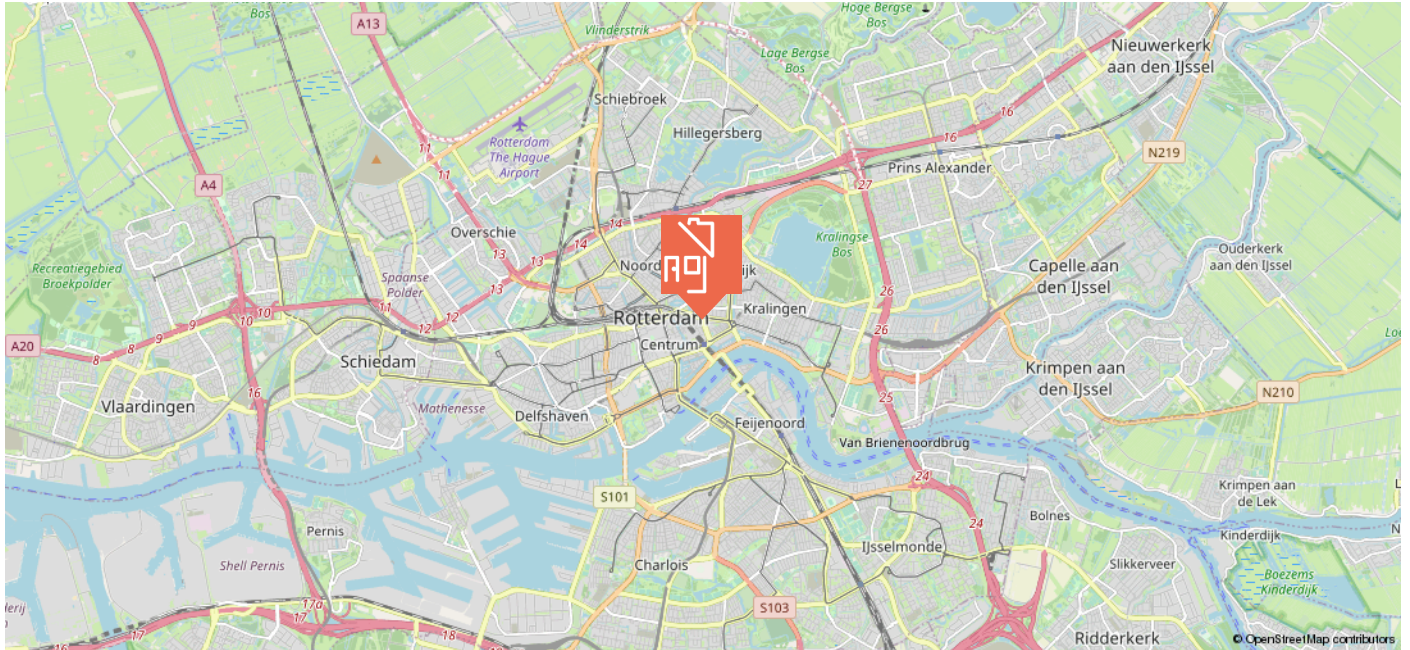 Bos
A13
Vlinderstrik
Hoge Bergse
Bos
Lage Bergse
Bos
Nieuwerkerk
aan den IJssel
Schiebroek
16
16
Hillegersberg
Rotterdam
The Hague
Airport
11
11
N219
Prins Alexander
A4
27
14
Overschie
14
13
13
Kralingse
Bos
Ouderkerk
aan den IJssel
Recreatiegebied
Broekpolder
Spaanse
Polder
Noord
ijk
Capelle aan
den IJssel
13
26
11
10
10
9
9
12
12
Rotterdam
Kralingen
26
A20
8
8
Centrum
Schiedam
Krimpen aan
den IJssel
16
N210
25
Vlaardingen
Mathenesse
Delfshaven
Feijenoord
Van Brienenoordbrug
24
S101
Krimpen aan
de Lek
24
Bolnes
Pernis
Kinderdijk
IJsselmonde
Shell Pernis
Charlois
Slikkerveer
Boezems
Kinderdijk
17a
S103
17
17
18
16
Ridderkerk
© OpenStreetMap contributors